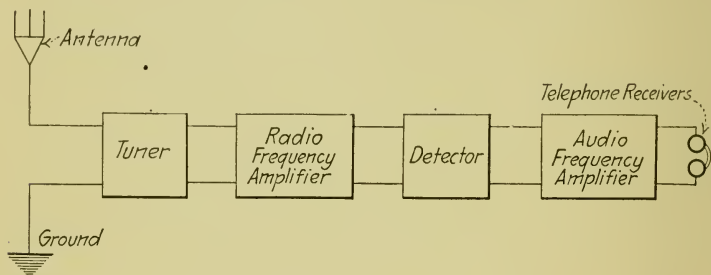 Antenna
Telephone Receivers
Tuner
Radio
Frequency
Amplifier
Detector
Audio
Frequency
Amplifier
Ground